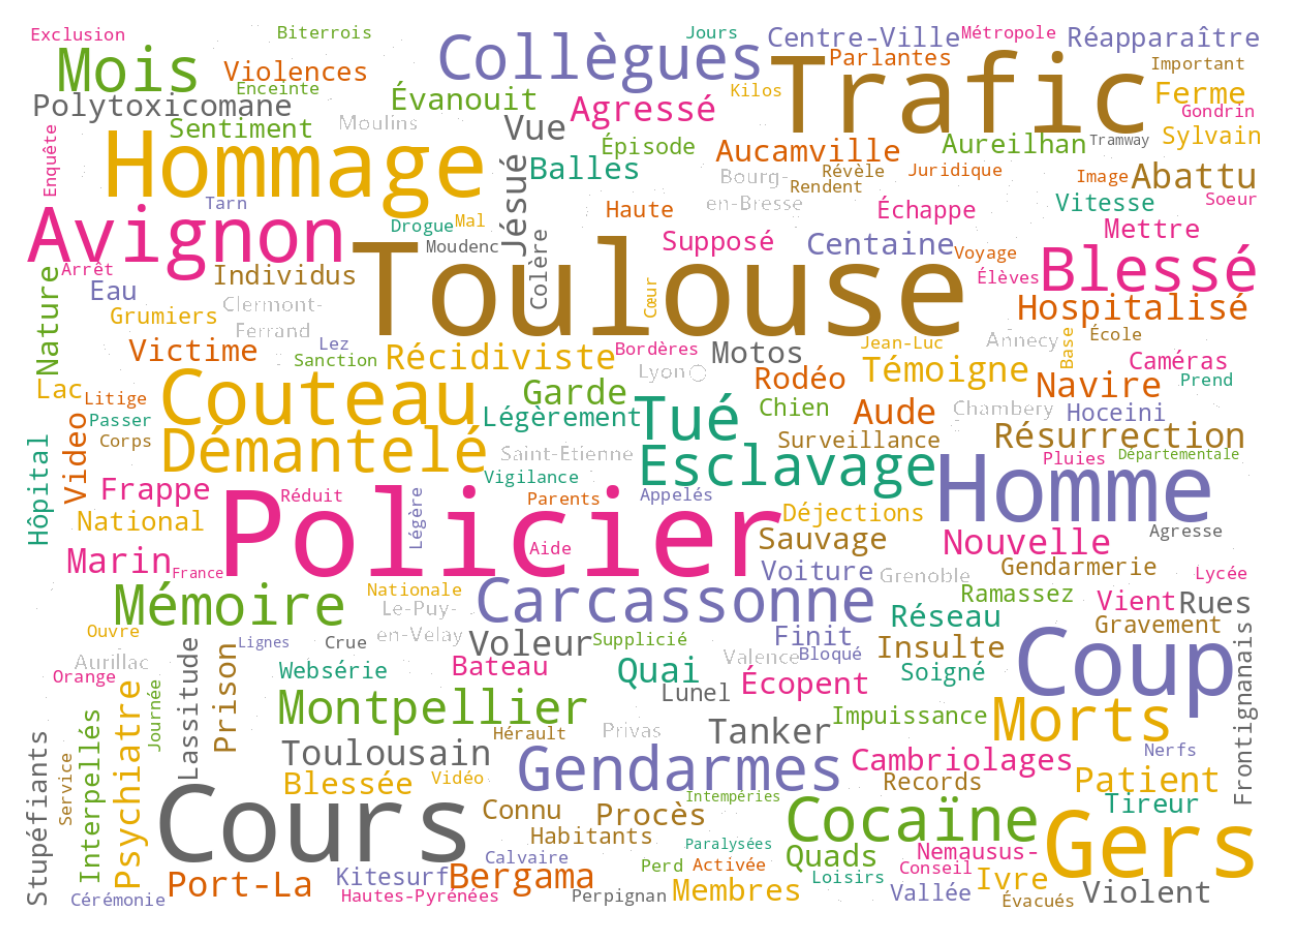 Exclusion
Biterrois
Collègues
Jours
Centre-Ville
Métropole
Réapparaître
Mois
Violences
Enceinte
Trafic
Parlantes
Important
Polytoxicomane
Évanouit
Agressé
Kilos
Ferme
Gondrin
Sentiment
Moulins
Vue
Épisode
Aucamville
Aureilhan
Tramway
Sylvain
Enquête
Hommage
Balles
Bourg-
en-Bresse
Révèle
Rendent
Juridique
Image
Abattu
Tarn
Jésué
Drogue
Mal
Haute
Échappe
Vitesse
Soeur
Avignon
Moudenc
Colère
Supposé
Centaine
Voyage
Mettre
Arrêt
Individus
Toulouse
Élèves
Blessé
Nature
Eau
Clermont-
Ferrand
Cœur
Hospitalisé
Grumiers
Lez
Annecy
Base
École
Victime
Sanction
Récidiviste
Bordères
Motos
Jean-Luc
Lyon
Témoigne
Caméras
Lac
Litige
Couteau
Garde
Rodéo
Navire
Prend
Passer
Légèrement
Tué
Chien
Aude
Chambery
Hoceini
Video
Corps
Démantelé
Saint-Etienne
Surveillance
Résurrection
Hôpital
Vigilance
Esclavage
Pluies
Départementale
Frappe
Réduit
Légère
Parents
Appelés
Homme
National
Policier
Déjections
Marin
Aide
Sauvage
Nouvelle
Agresse
France
Voiture
Grenoble
Gendarmerie
Lycée
Mémoire
Nationale
Le-Puy-
en-Velay
Carcassonne
Réseau
Ramassez
Vient
Rues
Ouvre
Lignes
Crue
Voleur
Supplicié
Finit
Bloqué
Insulte
Gravement
Aurillac
Orange
Lassitude
Prison
Websérie
Bateau
Quai
Valence
Soigné
Coup
Frontignanais
Psychiatre
Journée
Montpellier
Lunel
Écopent
Impuissance
Morts
Hérault
Privas
Tanker
Stupéfiants
Interpellés
Service
Toulousain
Gendarmes
Cambriolages
Nerfs
Blessée
Vidéo
Records
Patient
Cours
Intempéries
Connu
Procès
Cocaïne
Tireur
Gers
Habitants
Paralysées
Calvaire
Quads
Nemausus-
Port-La
Kitesurf
Bergama
Perd
Activée
Loisirs
Conseil
Ivre
Cérémonie
Hautes-Pyrénées
Perpignan
Membres
Vallée
Évacués
Violent